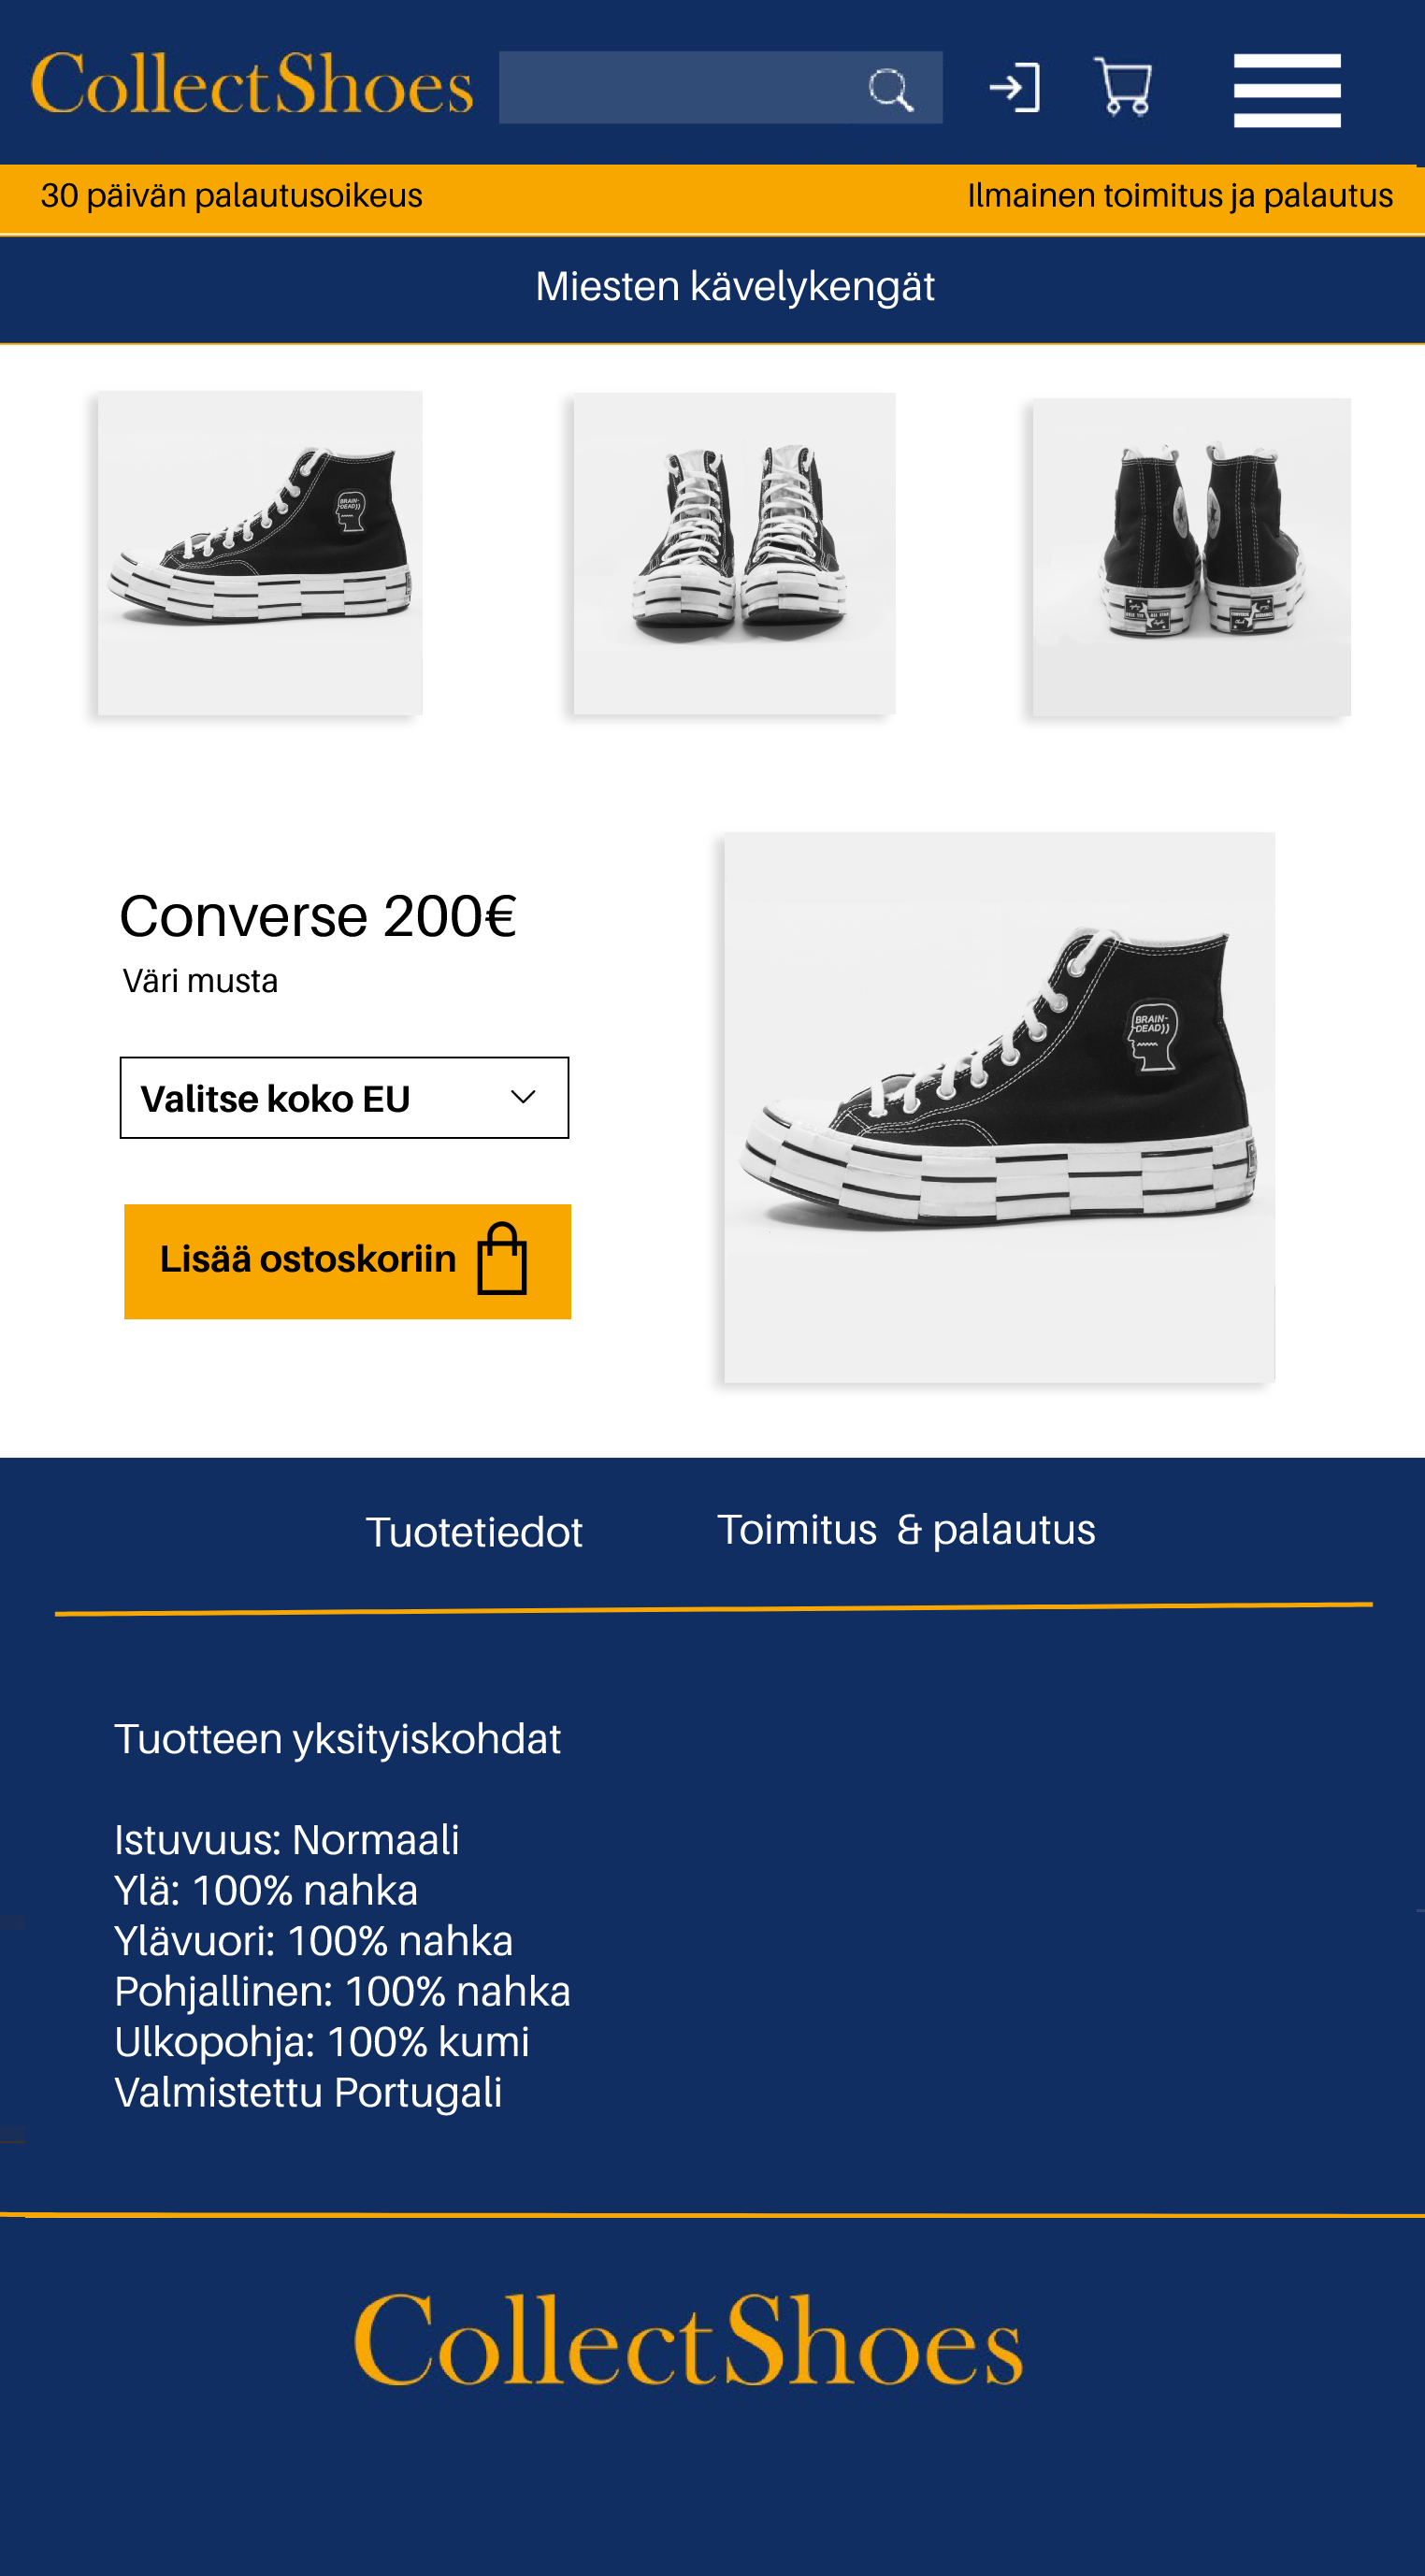 CollectShoes
30 päivän palautusoikeus
Ilmainen toimitus ja palautus
Miesten kävelykengät
BRAIN-
DEAD))
Converse 200€
Väri musta
Valitse koko EU
Lisää ostoskoriin
BRAIN-
DEAD))
Tuotetiedot
Toimitus & palautus
Tuotteen yksityiskohdat
Istuvuus: Normaali
Ylä: 100% nahka
Ylävuori: 100% nahka
Pohjallinen: 100% nahka
Ulkopohja: 100% kumi
Valmistettu Portugali
CollectShoes